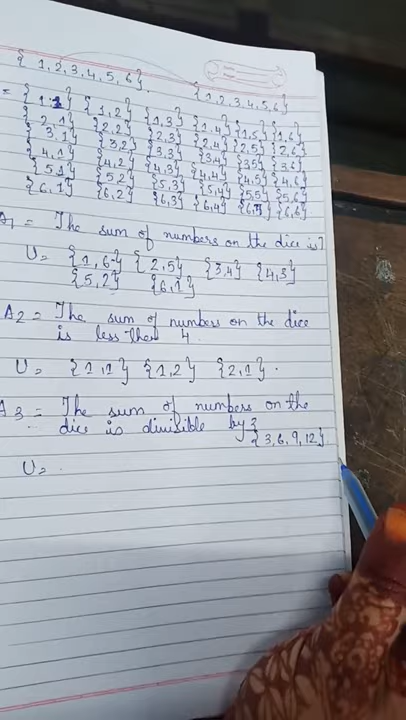 { 1,2,3,4,5,6}, {1,2,3,4,5,6}
= {1,1} {1,2} {1,3} {1,4} {1,5} {1,6}
{2,1} {2,2} {2,3} {2,4} {2,5} {2,6}
{3,1} {3,2} {3,3} {3,4} {3,5} {3,6}
{4,1} {4,2} {4,3} {4,4} {4,5} {4,6}
{5,1} {5,2} {5,3} {5,4} {5,5} {5,6}
{6,1} {6,2} {6,3} {6,4} {6,5} {6,6}
A1 = The sum of numbers on the dice is 7
U= {1,6} {2,5} {3,4} {4,3}
{5,2} {6,1}
A2 = The sum of numbers on the dice
is less then 4.
U= {1,1} {1,2} {2,1}.
A3 = The sum of numbers on the
dice is divisible by 3
{3,6,9,12}.
U=